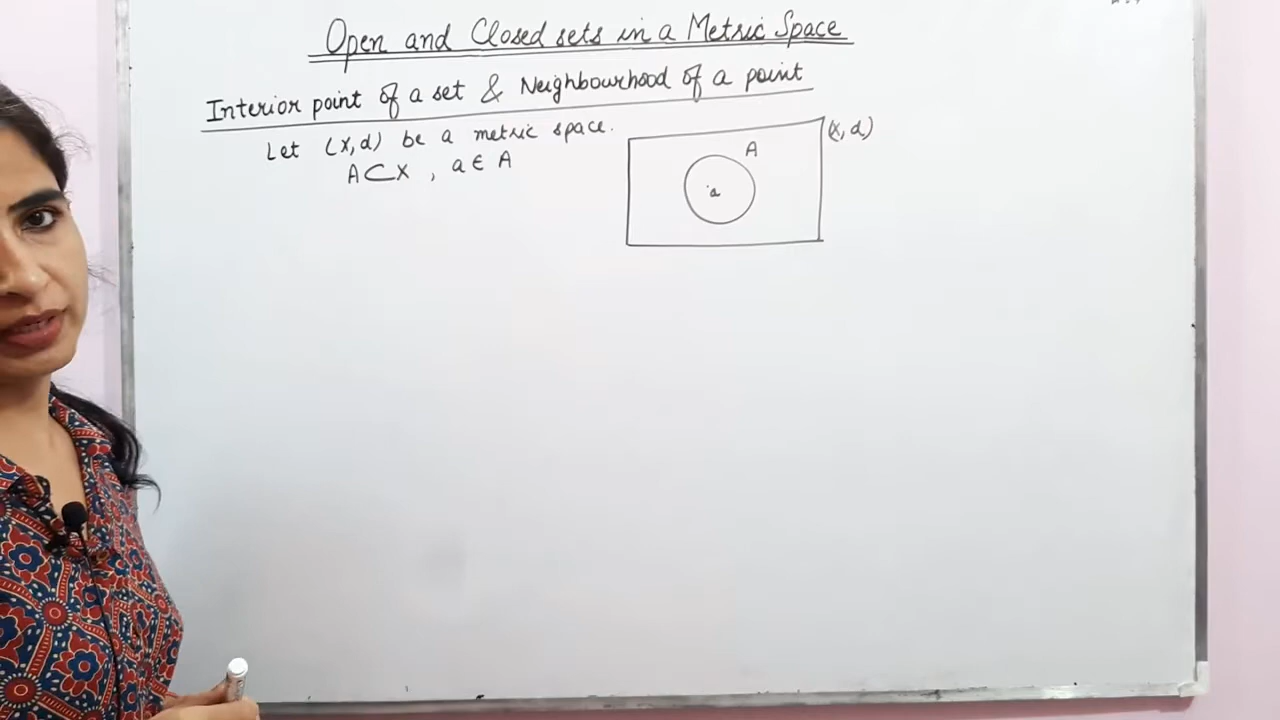 Open and Closed sets in a Metric Space
Interior point of a set & Neighbourhood of a point
Let (X,d) be a metric space.
A⊂X , a∈A
(X,d)
A
a